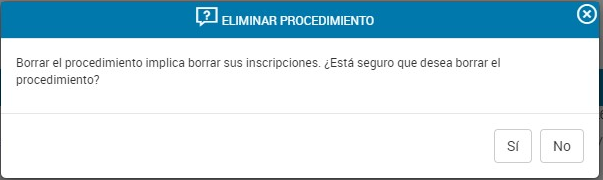 ELIMINAR PROCEDIMIENTO
Borrar el procedimiento implica borrar sus inscripciones. ¿Está seguro que desea borrar el
procedimiento?
Sí
No